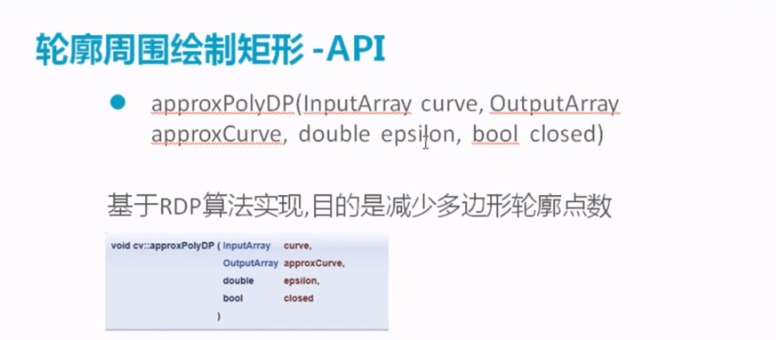 轮廓周围绘制矩形 -API
approxPolyDP(InputArray curve, OutputArray
approxCurve, double epsilon, bool closed)
基于RDP算法实现,目的是减少多边形轮廓点数
void cv::approxPolyDP ( InputArray curve,
OutputArray approxCurve,
double epsilon,
bool closed
)